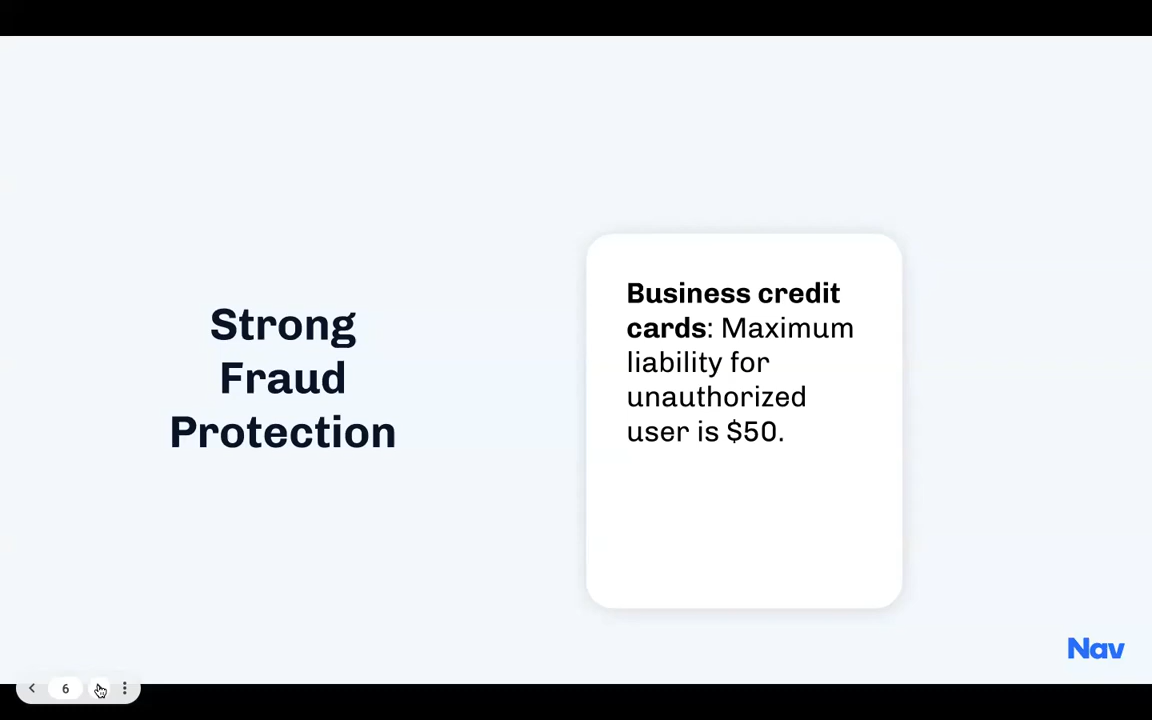 Strong
Fraud
Protection
Business credit
cards: Maximum
liability for
unauthorized
user is $50.
Nav
6